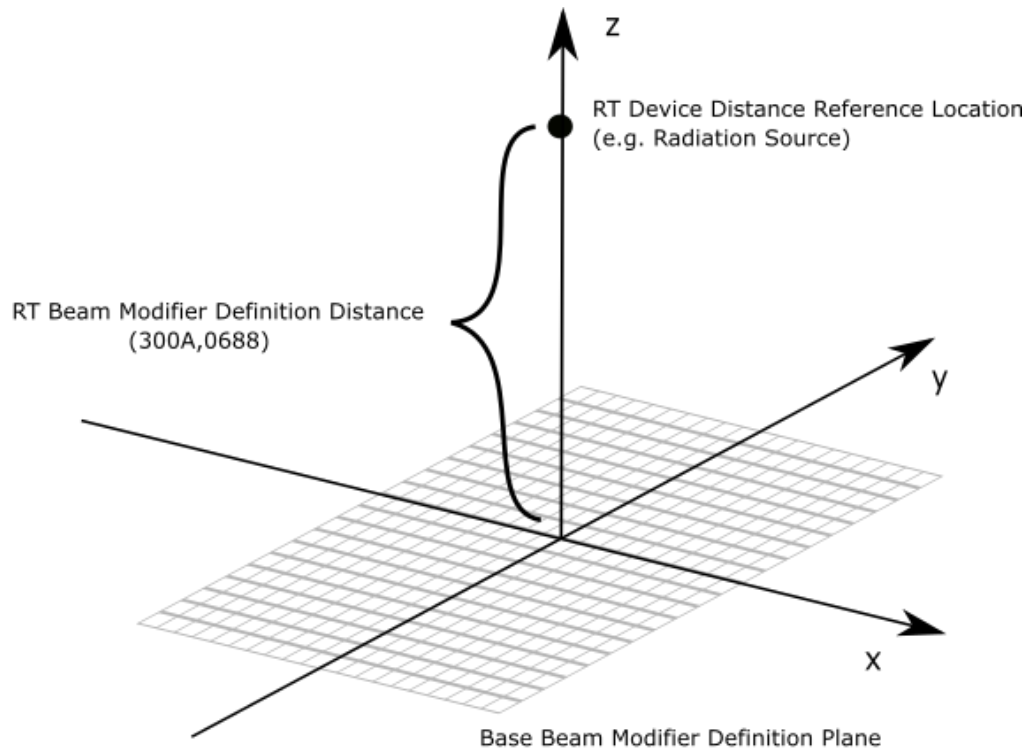 z
RT Device Distance Reference Location
(e.g. Radiation Source)
RT Beam Modifier Definition Distance
(300A,0688)
y
x
Base Beam Modifier Definition Plane